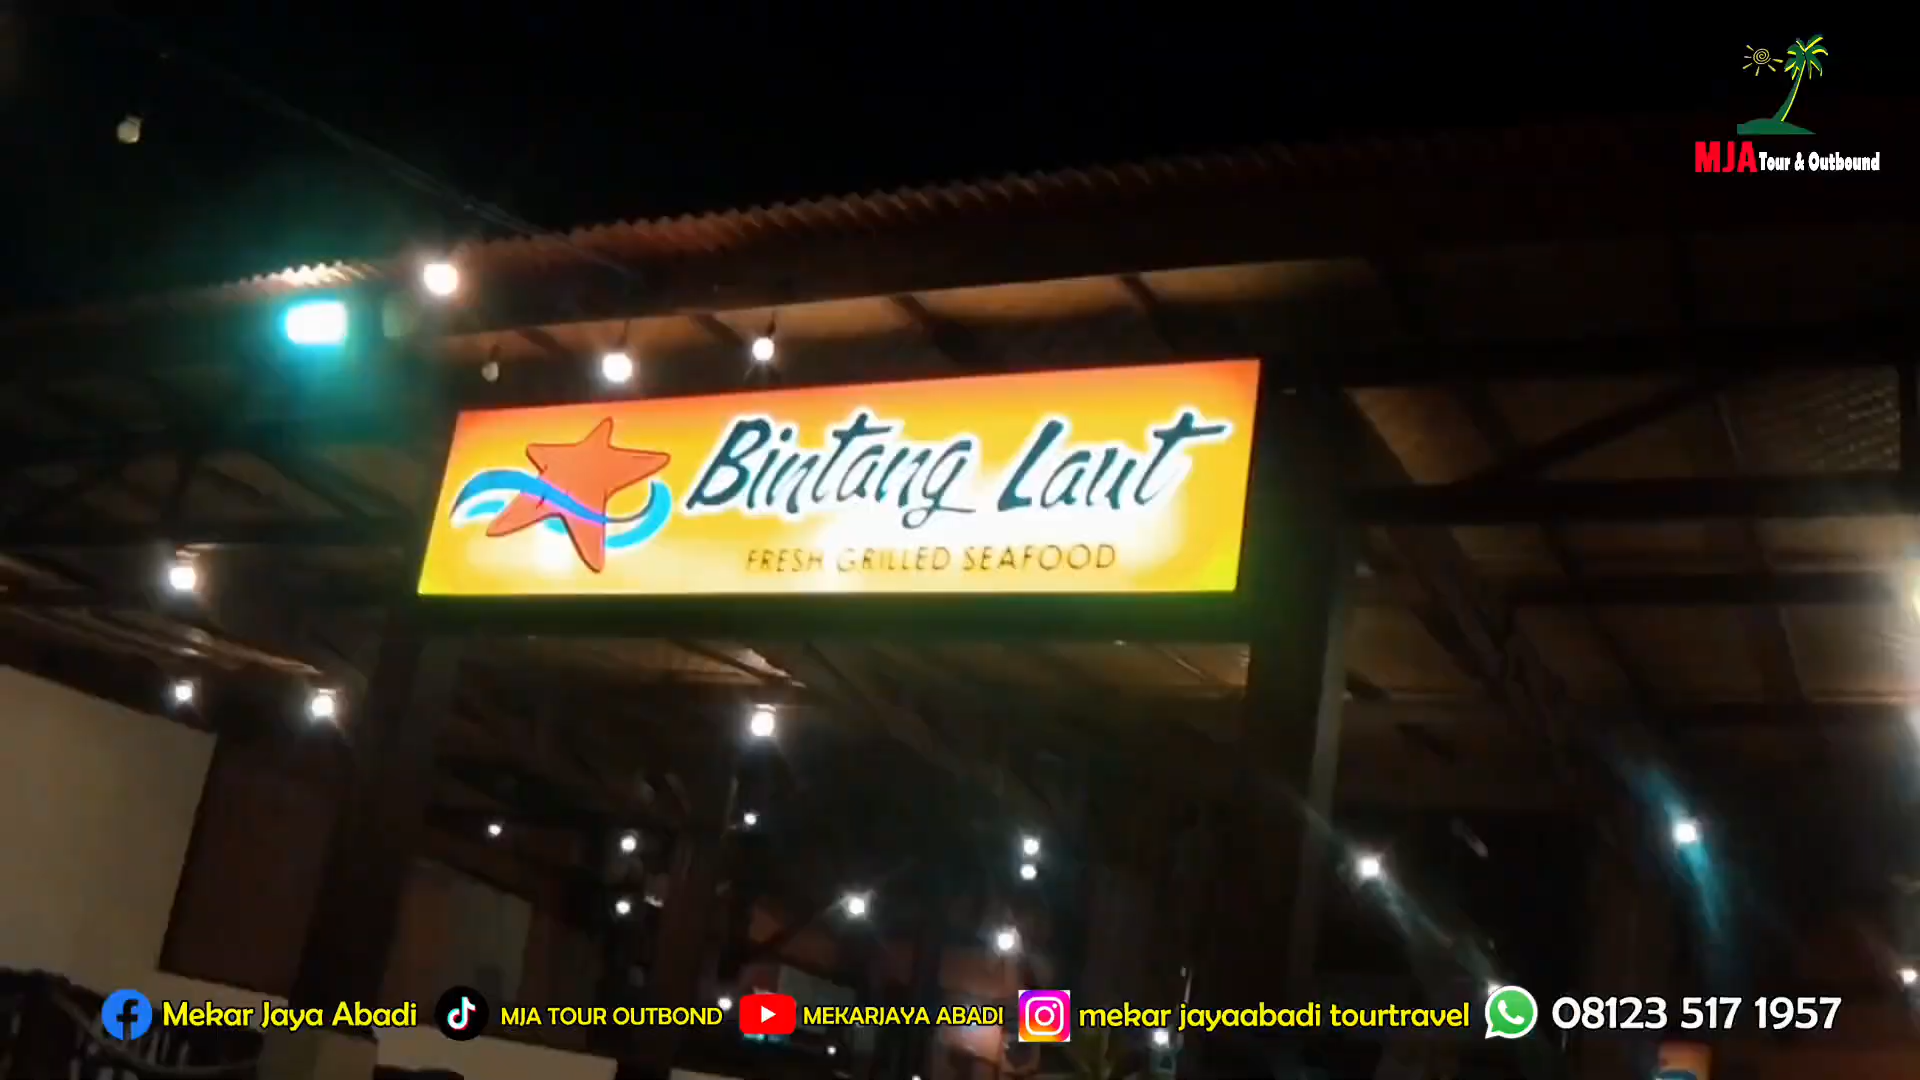 MJA Tour & Outbound
Bintang Laut
FRESH GRILLED SEAFOOD
Mekar Jaya Abadi
MJA TOUR OUTBOND
MEKARJAYA ABADI
mekar jayaabadi tourtravel
08123 517 1957